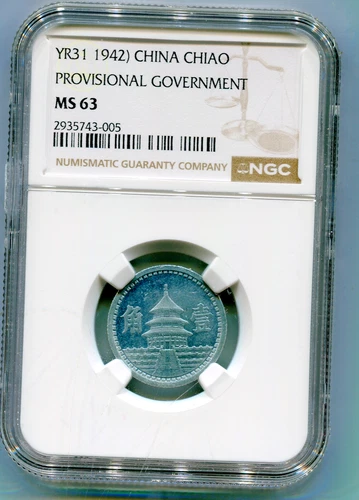 YR31 1942) CHINA CHIAO
PROVISIONAL GOVERNMENT
MS 63
2935743-005
NUMISMATIC GUARANTY COMPANY NGC
角 壹